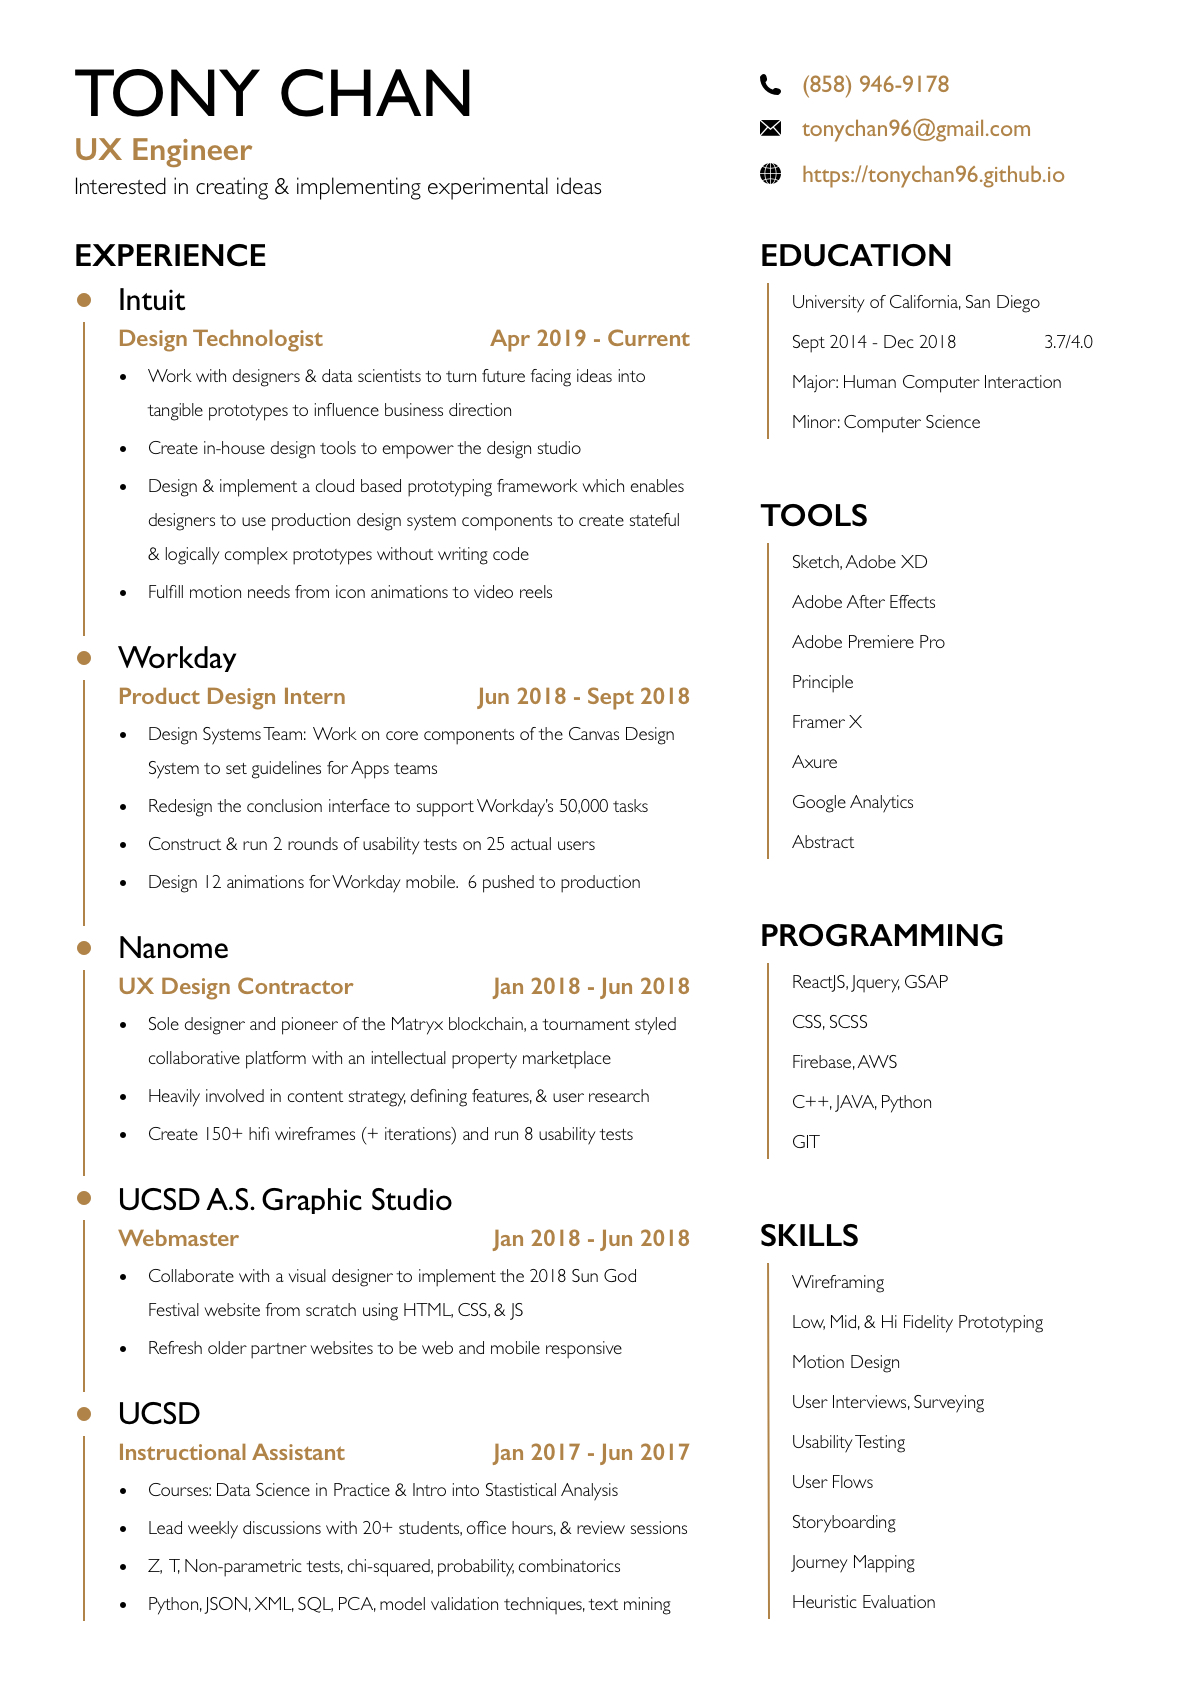 TONY CHAN
UX Engineer
Interested in creating & implementing experimental ideas
(858) 946-9178
tonychan96@gmail.com
https://tonychan96.github.io
EXPERIENCE
Intuit
Design Technologist Apr 2019 - Current
• Work with designers & data scientists to turn future facing ideas into
tangible prototypes to influence business direction
• Create in-house design tools to empower the design studio
• Design & implement a cloud based prototyping framework which enables
designers to use production design system components to create stateful
& logically complex prototypes without writing code
• Fulfill motion needs from icon animations to video reels
Workday
Product Design Intern Jun 2018 - Sept 2018
• Design Systems Team: Work on core components of the Canvas Design
System to set guidelines for Apps teams
• Redesign the conclusion interface to support Workday’s 50,000 tasks
• Construct & run 2 rounds of usability tests on 25 actual users
• Design 12 animations for Workday mobile. 6 pushed to production
Nanome
UX Design Contractor Jan 2018 - Jun 2018
• Sole designer and pioneer of the Matryx blockchain, a tournament styled
collaborative platform with an intellectual property marketplace
• Heavily involved in content strategy, defining features, & user research
• Create 150+ hifi wireframes (+ iterations) and run 8 usability tests
UCSD A.S. Graphic Studio
Webmaster Jan 2018 - Jun 2018
• Collaborate with a visual designer to implement the 2018 Sun God
Festival website from scratch using HTML, CSS, & JS
• Refresh older partner websites to be web and mobile responsive
UCSD
Instructional Assistant Jan 2017 - Jun 2017
• Courses: Data Science in Practice & Intro into Stastistical Analysis
• Lead weekly discussions with 20+ students, office hours, & review sessions
• Z, T, Non-parametric tests, chi-squared, probability, combinatorics
• Python, JSON, XML, SQL, PCA, model validation techniques, text mining
EDUCATION
University of California, San Diego
Sept 2014 - Dec 2018 3.7/4.0
Major: Human Computer Interaction
Minor: Computer Science
TOOLS
Sketch, Adobe XD
Adobe After Effects
Adobe Premiere Pro
Principle
Framer X
Axure
Google Analytics
Abstract
PROGRAMMING
ReactJS, Jquery, GSAP
CSS, SCSS
Firebase, AWS
C++, JAVA, Python
GIT
SKILLS
Wireframing
Low, Mid, & Hi Fidelity Prototyping
Motion Design
User Interviews, Surveying
Usability Testing
User Flows
Storyboarding
Journey Mapping
Heuristic Evaluation